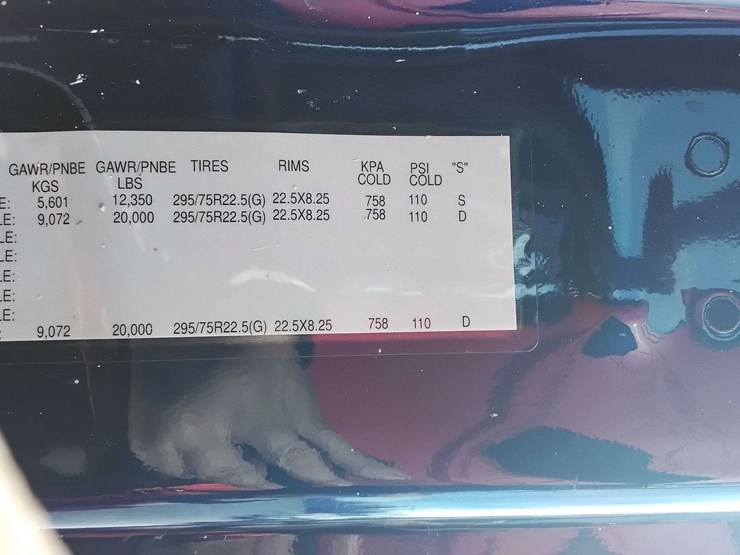 GAWR/PNBE GAWR/PNBE TIRES RIMS KPA PSI "S"
KGS LBS COLD COLD
E: 5,601 12,350 295/75R22.5(G) 22.5X8.25 758 110 S
LE: 9,072 20,000 295/75R22.5(G) 22.5X8.25 758 110 D
LE:
LE:
LE:
LE:
LE:
: 9,072 20,000 295/75R22.5(G) 22.5X8.25 758 110 D